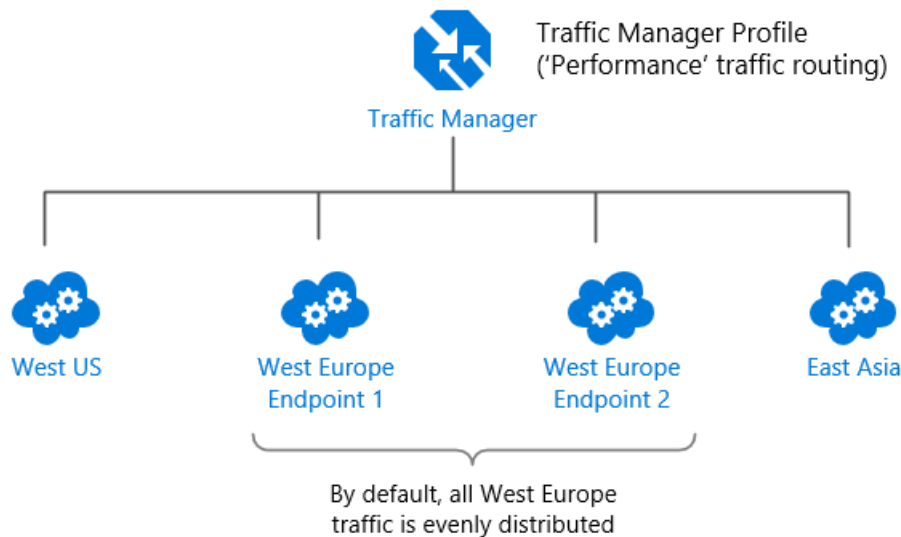 Traffic Manager Profile
(‘Performance’ traffic routing)
Traffic Manager
West US
West Europe
Endpoint 1
West Europe
Endpoint 2
East Asia
By default, all West Europe
traffic is evenly distributed